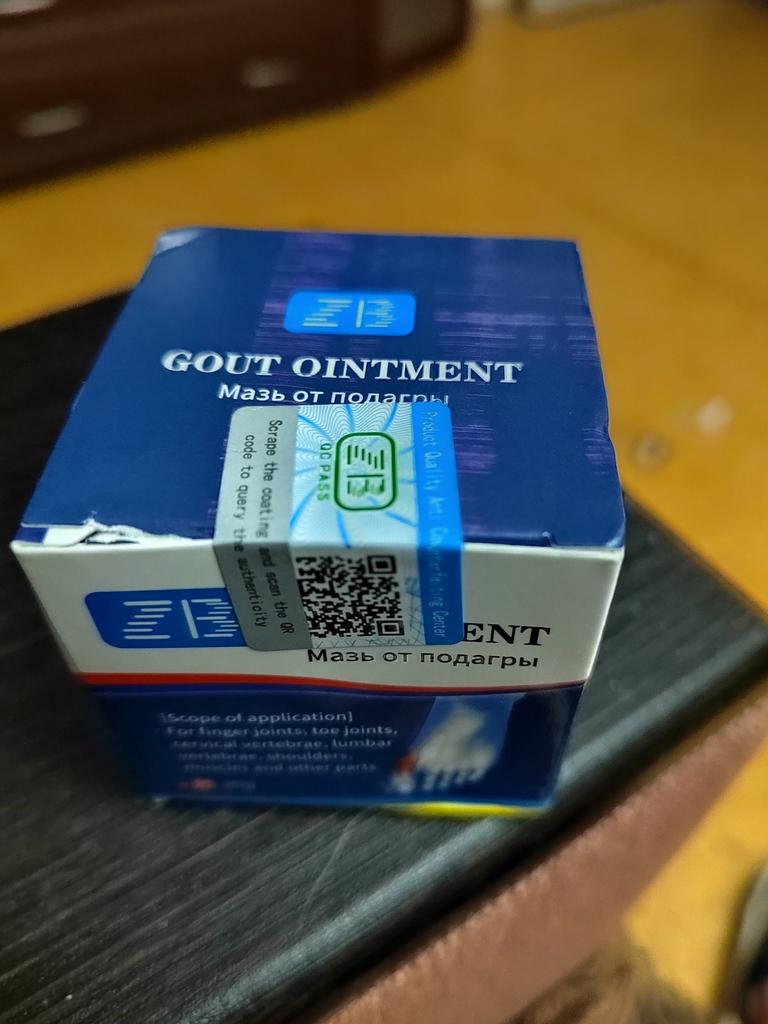 GOUT OINTMENT
Мазь от подагры
Product Quality Anti Counterfeiting Center
QC PASS
Scrape the coating and scan the QR
code to query the authenticity
ENT
Мазь от подагры
[Scope of application]
For finger joints, toe joints,
cervical vertebrae, lumbar
vertebrae, shoulders,
muscles and other parts